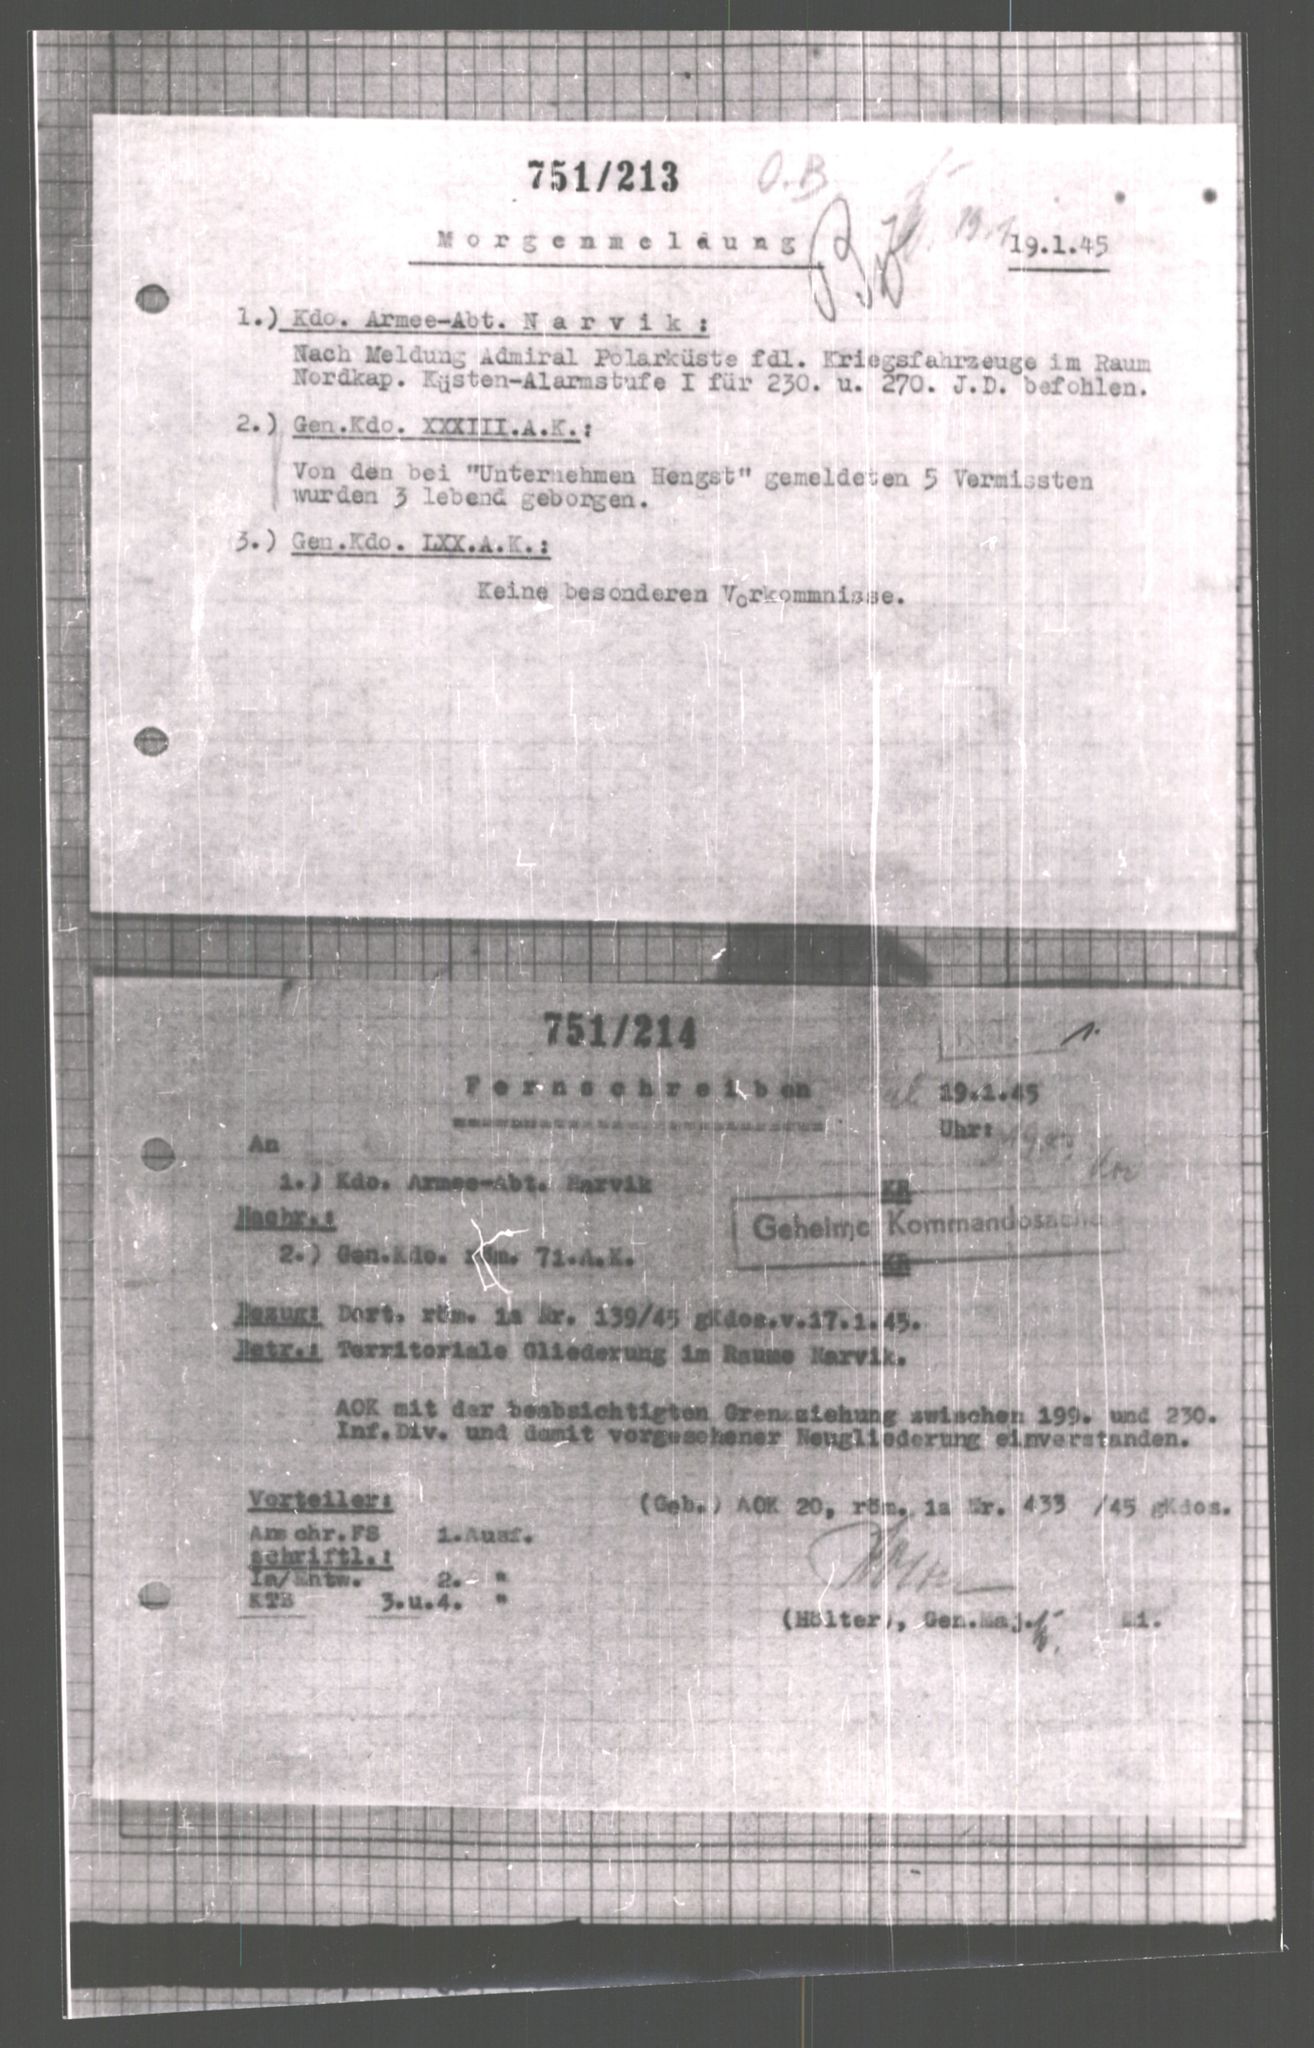 751/213
O.B
Morgenmeldung
19.1.
19.1.45
1.) Kdo. Armee-Abt. Narvik:
Nach Meldung Admiral Polarküste fdl. Kriegsfahrzeuge im Raum
Nordkap. Küsten-Alarmstufe I für 230. u. 270. J.D. befohlen.
2.) Gen.Kdo. XXXIII.A.K.:
Von den bei "Unternehmen Hengst" gemeldeten 5 Vermissten
wurden 3 lebend geborgen.
3.) Gen.Kdo. LXX.A.K.:
Keine besonderen Vorkommnisse.
751/214
1.
Fernschreiben
19.1.45
Uhr:
An
1.) Kdo. Armee-Abt. Narvik
KR
Nachr.:
Geheime Kommandosache
2.) Gen.Kdo. röm. 71.A.K.
KR
Bezug: Dort. röm. 1a Nr. 139/45 gKdos.v.17.1.45.
Betr.: Territoriale Gliederung im Raume Narvik.
AOK mit der beabsichtigten Grenzziehung zwischen 199. und 230.
Inf.Div. und damit vorgesehener Neugliederung einverstanden.
Verteiler:
(Geh.) AOK 20, röm. 1a Nr. 433 /45 gKdos.
Anschr.FS 1.Ausf.
schriftl.:
Ia/Entw. 2. "
KTB 3.u.4. "
(Hölter), Gen.Maj.